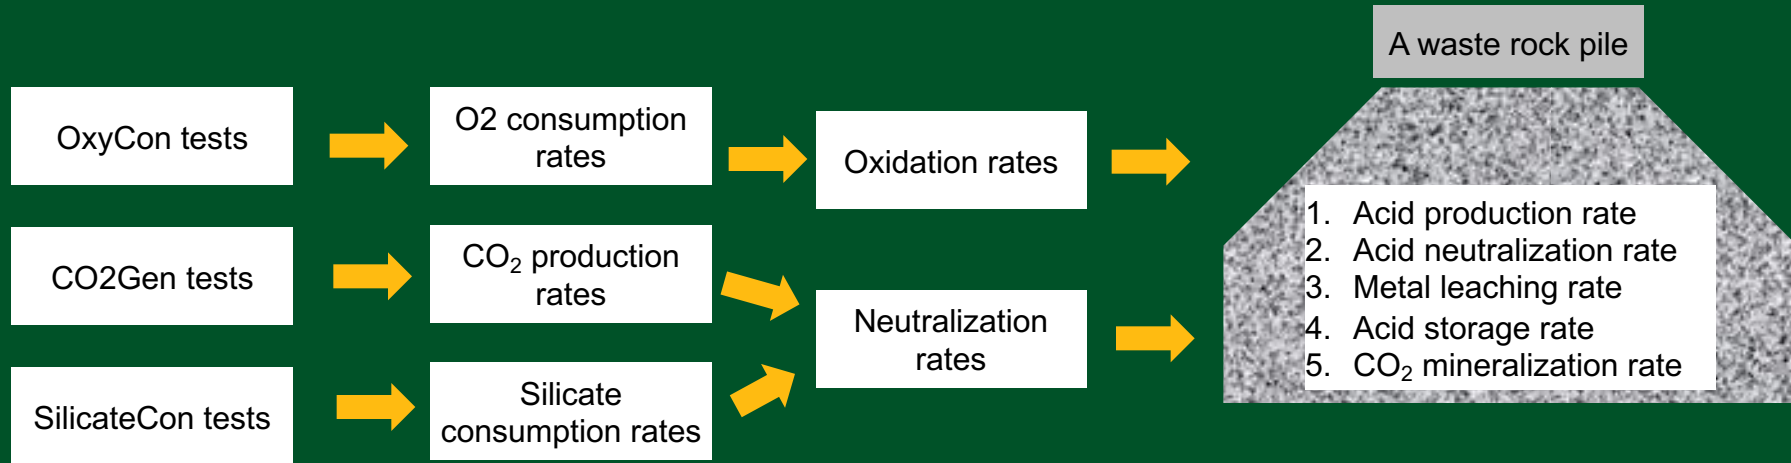 A waste rock pile
OxyCon tests
O2 consumption
rates
Oxidation rates
CO2Gen tests
CO₂ production
rates
Neutralization
rates
SilicateCon tests
Silicate
consumption rates
1. Acid production rate
2. Acid neutralization rate
3. Metal leaching rate
4. Acid storage rate
5. CO₂ mineralization rate